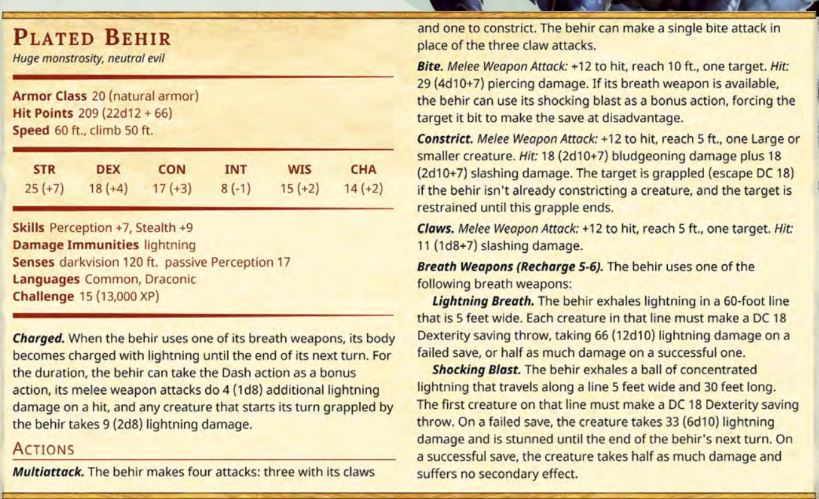 PLATED BEHIR
Huge monstrosity, neutral evil
Armor Class 20 (natural armor)
Hit Points 209 (22d12 + 66)
Speed 60 ft., climb 50 ft.
STR DEX CON INT WIS CHA
25 (+7) 18 (+4) 17 (+3) 8 (-1) 15 (+2) 14 (+2)
Skills Perception +7, Stealth +9
Damage Immunities lightning
Senses darkvision 120 ft. passive Perception 17
Languages Common, Draconic
Challenge 15 (13,000 XP)
Charged. When the behir uses one of its breath weapons, its body
becomes charged with lightning until the end of its next turn. For
the duration, the behir can take the Dash action as a bonus
action, its melee weapon attacks do 4 (1d8) additional lightning
damage on a hit, and any creature that starts its turn grappled by
the behir takes 9 (2d8) lightning damage.
ACTIONS
Multiattack. The behir makes four attacks: three with its claws
and one to constrict. The behir can make a single bite attack in
place of the three claw attacks.
Bite. Melee Weapon Attack: +12 to hit, reach 10 ft., one target. Hit:
29 (4d10+7) piercing damage. If its breath weapon is available,
the behir can use its shocking blast as a bonus action, forcing the
target it bit to make the save at disadvantage.
Constrict. Melee Weapon Attack: +12 to hit, reach 5 ft., one Large or
smaller creature. Hit: 18 (2d10+7) bludgeoning damage plus 18
(2d10+7) slashing damage. The target is grappled (escape DC 18)
if the behir isn't already constricting a creature, and the target is
restrained until this grapple ends.
Claws. Melee Weapon Attack: +12 to hit, reach 5 ft., one target. Hit:
11 (1d8+7) slashing damage.
Breath Weapons (Recharge 5-6). The behir uses one of the
following breath weapons:
Lightning Breath. The behir exhales lightning in a 60-foot line
that is 5 feet wide. Each creature in that line must make a DC 18
Dexterity saving throw, taking 66 (12d10) lightning damage on a
failed save, or half as much damage on a successful one.
Shocking Blast. The behir exhales a ball of concentrated
lightning that travels along a line 5 feet wide and 30 feet long.
The first creature on that line must make a DC 18 Dexterity saving
throw. On a failed save, the creature takes 33 (6d10) lightning
damage and is stunned until the end of the behir's next turn. On
a successful save, the creature takes half as much damage and
suffers no secondary effect.